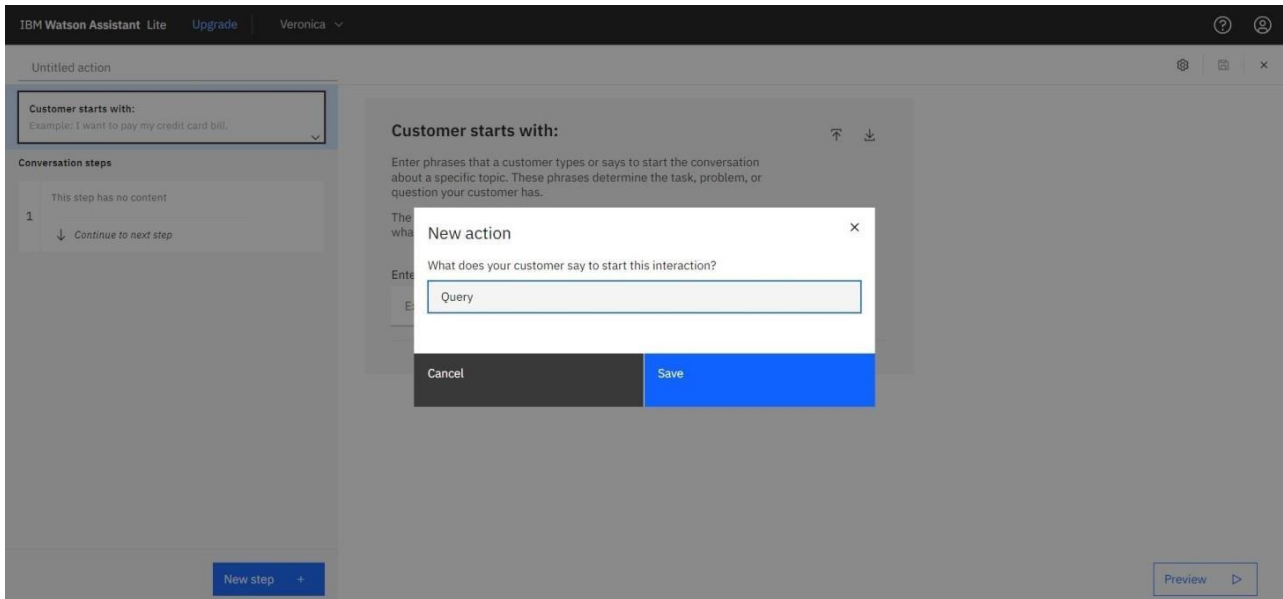 IBM Watson Assistant Lite Upgrade Veronica
Untitled action
Customer starts with:
Example: I want to pay my credit card bill.
Conversation steps
This step has no content
1
Continue to next step
New step +
Customer starts with:
Enter phrases that a customer types or says to start the conversation
about a specific topic. These phrases determine the task, problem, or
question your customer has.
The
wha
Ente
E
New action
What does your customer say to start this interaction?
Query
Cancel
Save
Preview